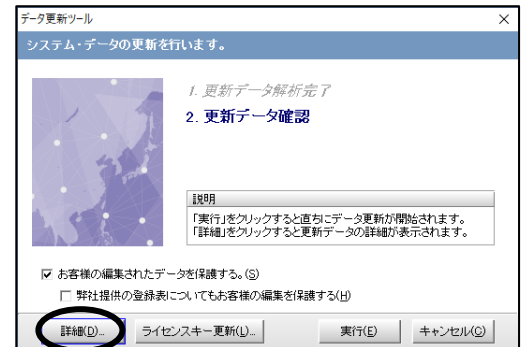 データ更新ツール
システム・データの更新を行います。
1. 更新データ解析完了
2. 更新データ確認
説明
「実行」をクリックすると直ちにデータ更新が開始されます。
「詳細」をクリックすると更新データの詳細が表示されます。
お客様の編集されたデータを保護する。(S)
弊社提供の登録表についてもお客様の編集を保護する(H)
詳細(D)... ライセンスキー更新(L)... 実行(E) キャンセル(C)